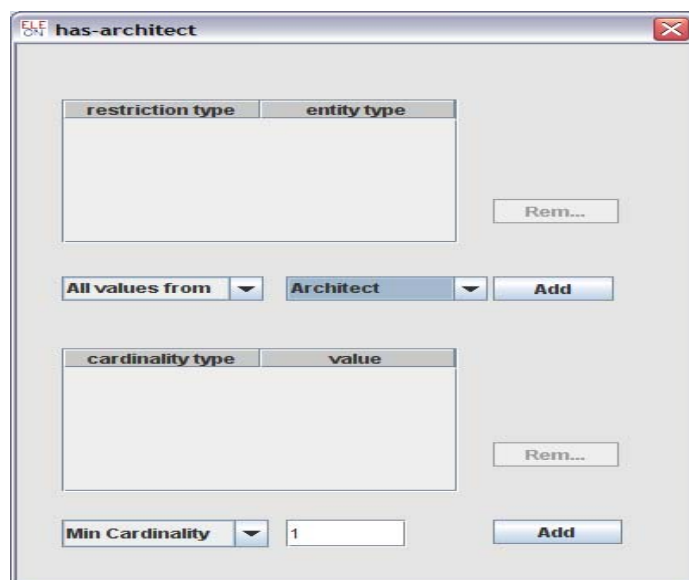 ELE
ON has-architect
restriction type entity type
Rem...
All values from Architect Add
cardinality type value
Rem...
Min Cardinality 1 Add